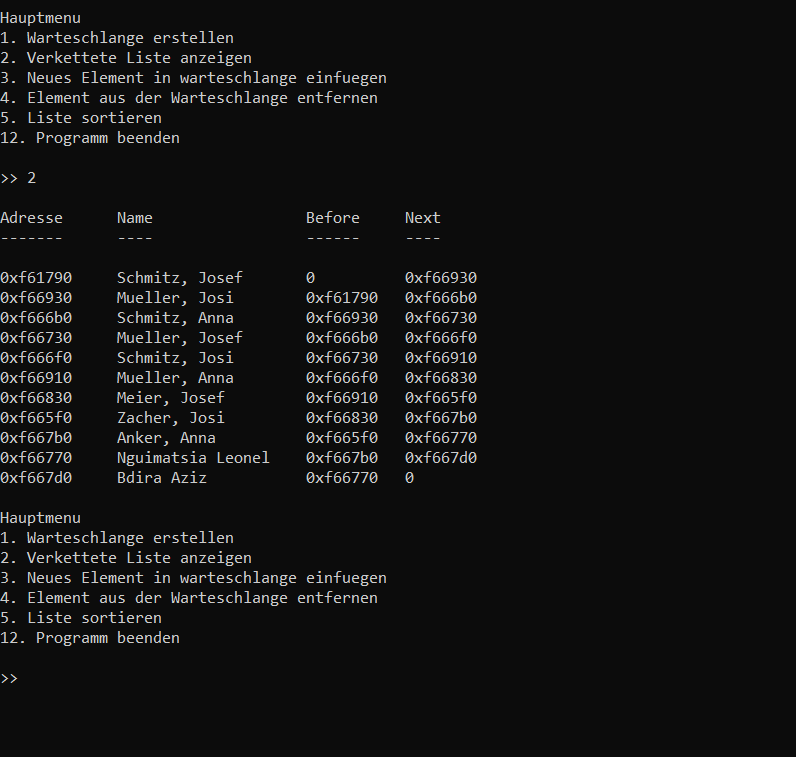 Hauptmenu
1. Warteschlange erstellen
2. Verkettete Liste anzeigen
3. Neues Element in warteschlange einfuegen
4. Element aus der Warteschlange entfernen
5. Liste sortieren
12. Programm beenden
>> 2
Adresse Name Before Next
------- ---- ------ ----
0xf61790 Schmitz, Josef 0 0xf66930
0xf66930 Mueller, Josi 0xf61790 0xf666b0
0xf666b0 Schmitz, Anna 0xf66930 0xf66730
0xf66730 Mueller, Josef 0xf666b0 0xf666f0
0xf666f0 Schmitz, Josi 0xf66730 0xf66910
0xf66910 Mueller, Anna 0xf666f0 0xf66830
0xf66830 Meier, Josef 0xf66910 0xf665f0
0xf665f0 Zacher, Josi 0xf66830 0xf667b0
0xf667b0 Anker, Anna 0xf665f0 0xf66770
0xf66770 Nguimatsia Leonel 0xf667b0 0xf667d0
0xf667d0 Bdira Aziz 0xf66770 0
Hauptmenu
1. Warteschlange erstellen
2. Verkettete Liste anzeigen
3. Neues Element in warteschlange einfuegen
4. Element aus der Warteschlange entfernen
5. Liste sortieren
12. Programm beenden
>>